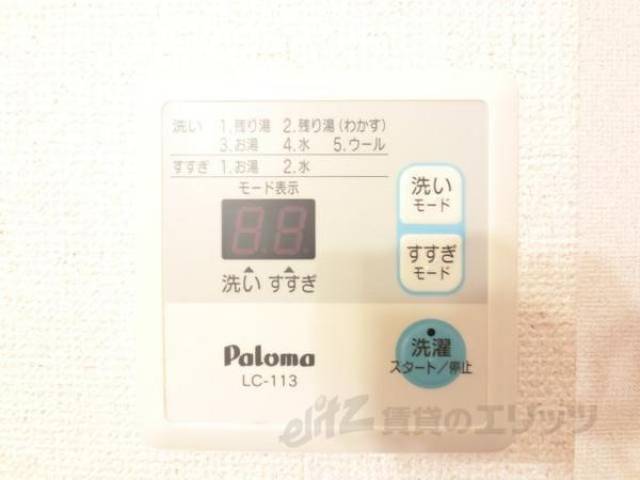 洗い 1.残り湯 2.残り湯(わかす)
3.お湯 4.水 5.ウール
すすぎ 1.お湯 2.水
モード表示
88
洗い すすぎ
洗い
モード
すすぎ
モード
洗濯
スタート/停止
Paloma
LC-113
elitz 賃貸のエリッツ